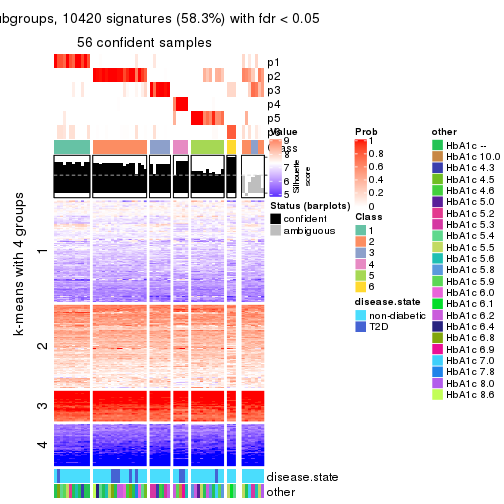 ubgroups, 10420 signatures (58.3%) with fdr < 0.05
56 confident samples
p1
p2
p3
p4
p5
Value
9
8
7
6
5
Silhouette
score
Status (barplots)
confident
ambiguous
Prob
1
0.8
0.6
0.4
0.2
0
Class
1
2
3
4
5
6
disease.state
non-diabetic
T2D
other
HbA1c --
HbA1c 10.0
HbA1c 4.3
HbA1c 4.5
HbA1c 4.6
HbA1c 5.0
HbA1c 5.2
HbA1c 5.3
HbA1c 5.4
HbA1c 5.5
HbA1c 5.6
HbA1c 5.8
HbA1c 5.9
HbA1c 6.0
HbA1c 6.1
HbA1c 6.2
HbA1c 6.4
HbA1c 6.8
HbA1c 6.9
HbA1c 7.0
HbA1c 7.8
HbA1c 8.0
HbA1c 8.6
k-means with 4 groups
1
2
3
4
disease.state
other